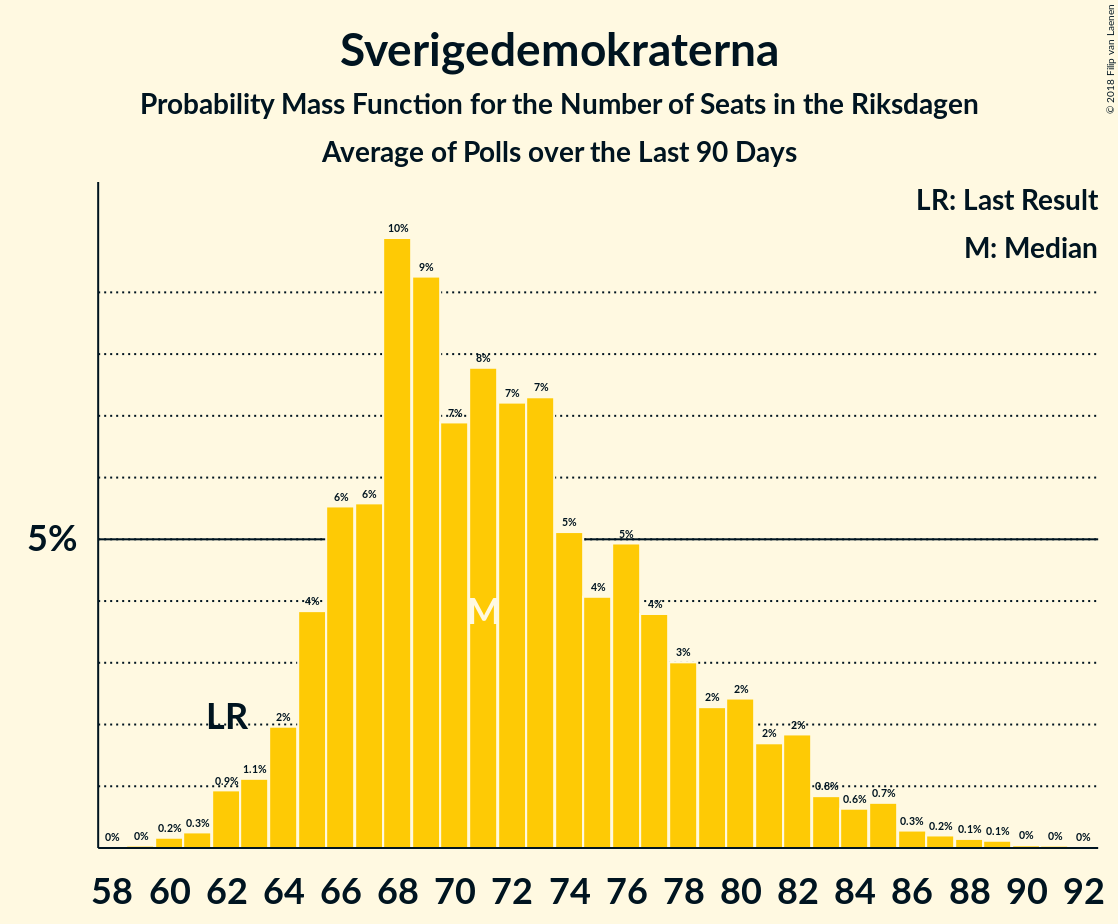 Sverigedemokraterna
Probability Mass Function for the Number of Seats in the Riksdagen
Average of Polls over the Last 90 Days
© 2018 Filip van Laenen
LR: Last Result
M: Median
5%
LR
M
0% 0% 0.2% 0.3% 0.9% 1.1% 2% 4% 6% 6% 10% 9% 7% 8% 7% 7% 5% 4% 5% 4% 3% 2% 2% 2% 2% 0.8% 0.6% 0.7% 0.3% 0.2% 0.1% 0.1% 0% 0% 0%
58 60 62 64 66 68 70 72 74 76 78 80 82 84 86 88 90 92